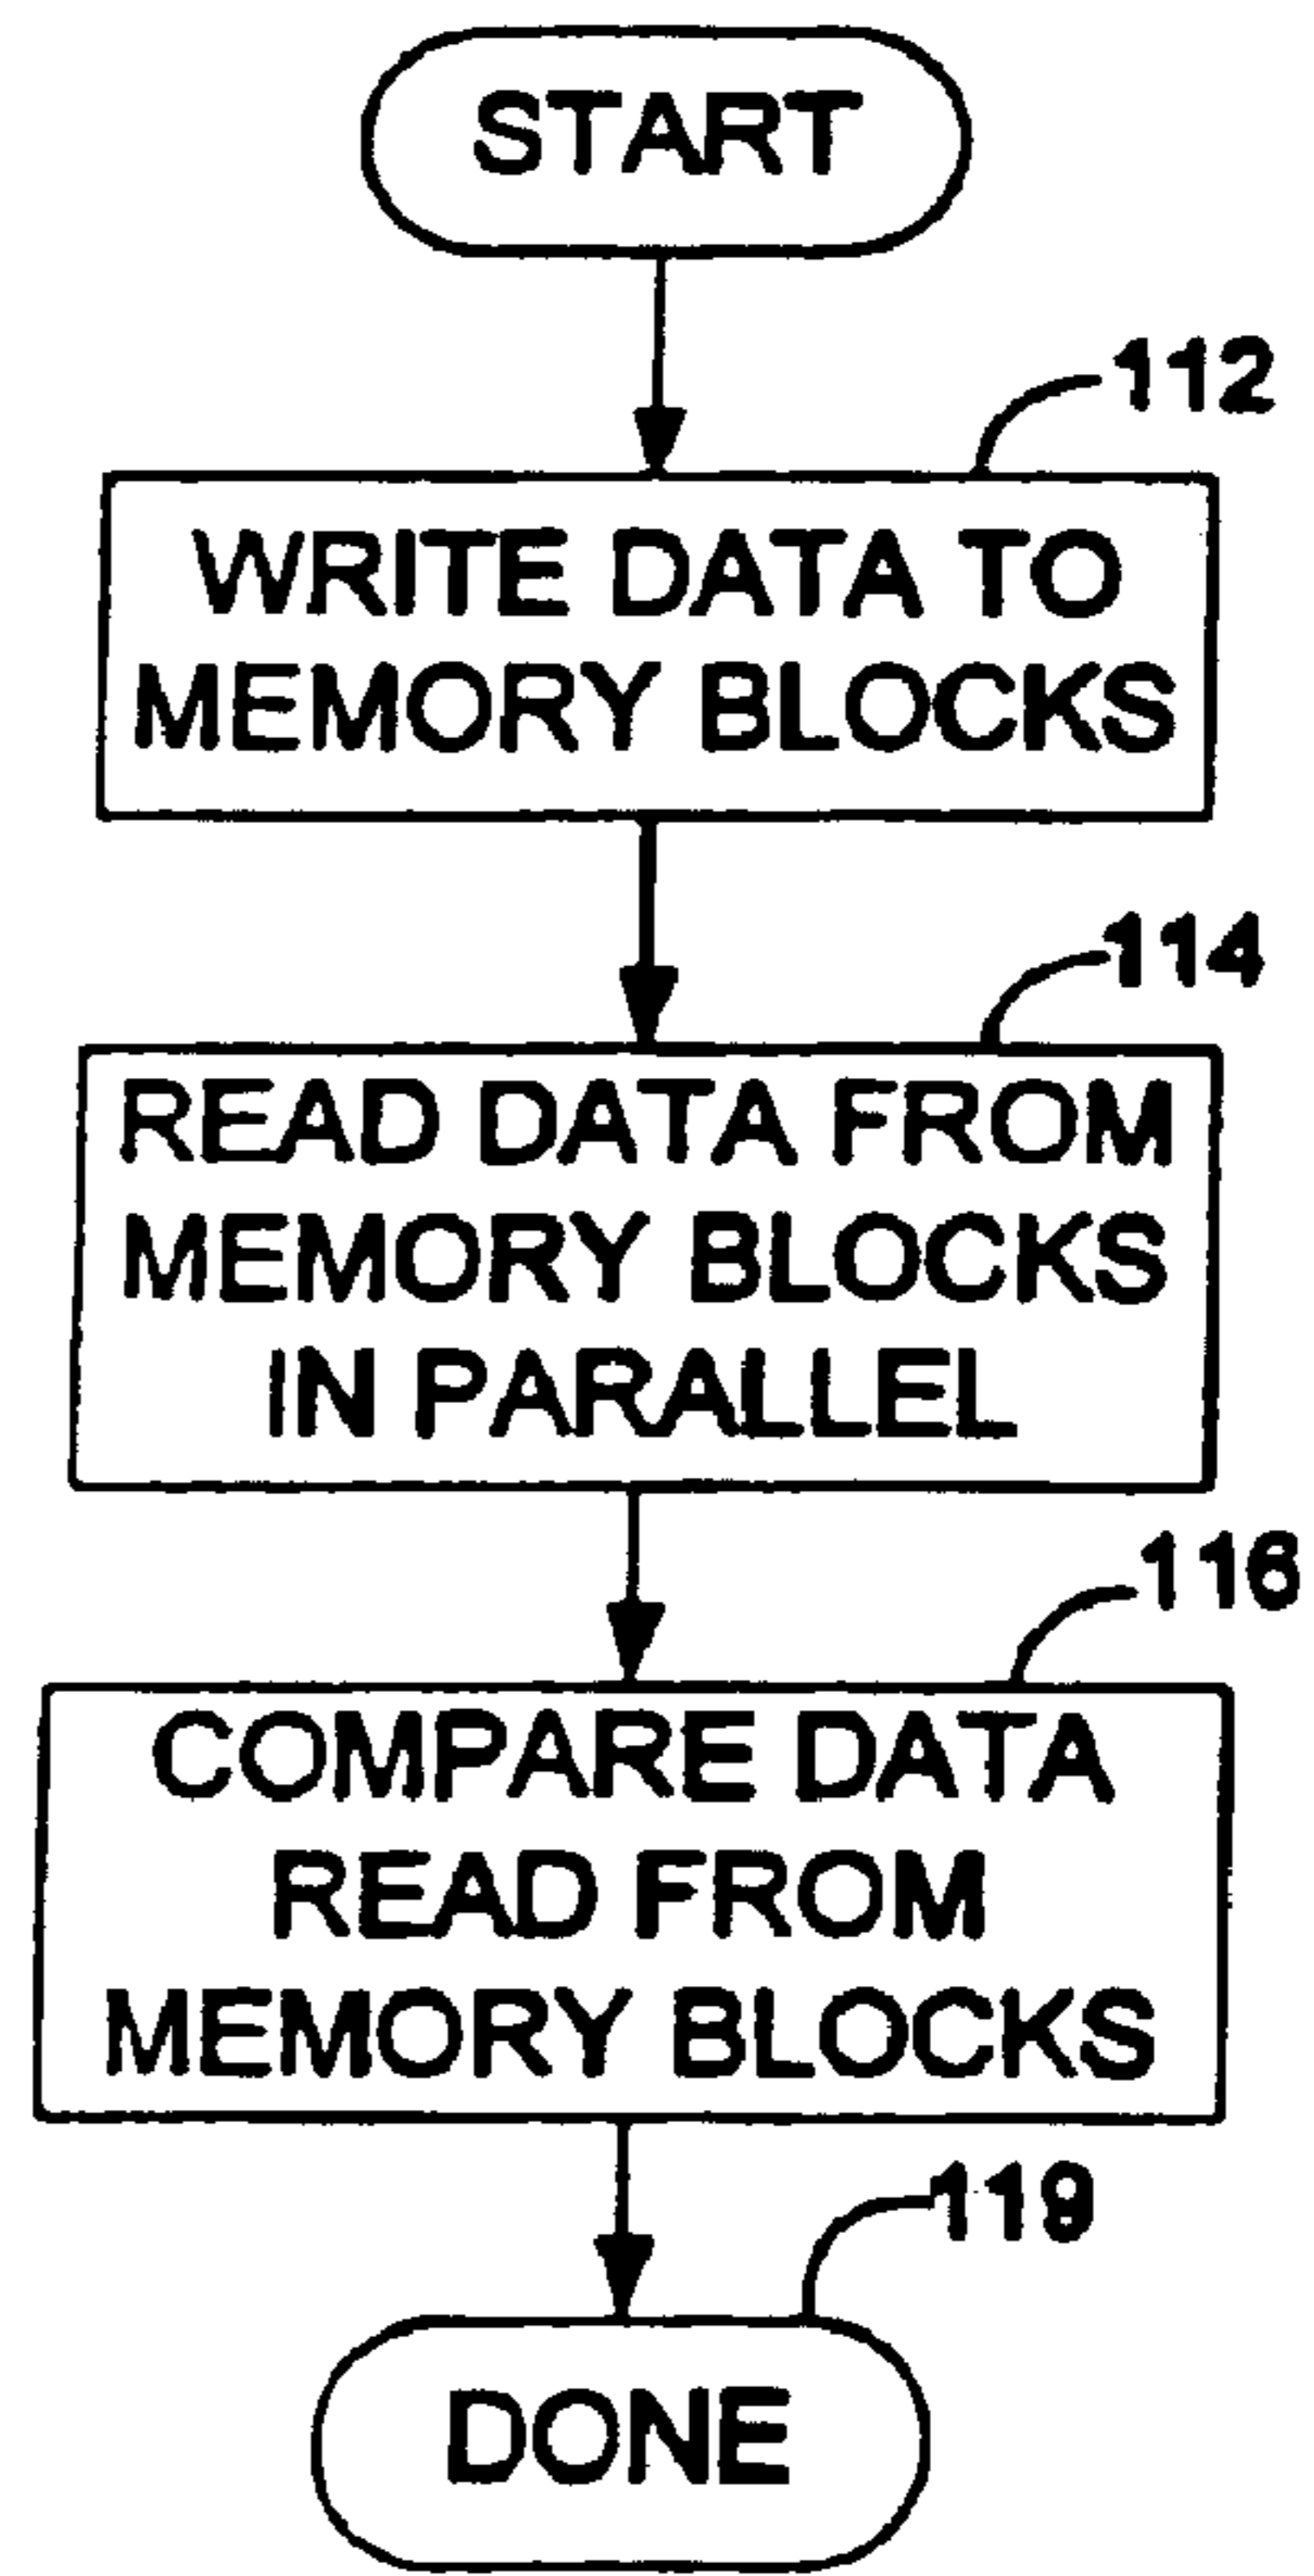 START
112
WRITE DATA TO
MEMORY BLOCKS
114
READ DATA FROM
MEMORY BLOCKS
IN PARALLEL
116
COMPARE DATA
READ FROM
MEMORY BLOCKS
119
DONE